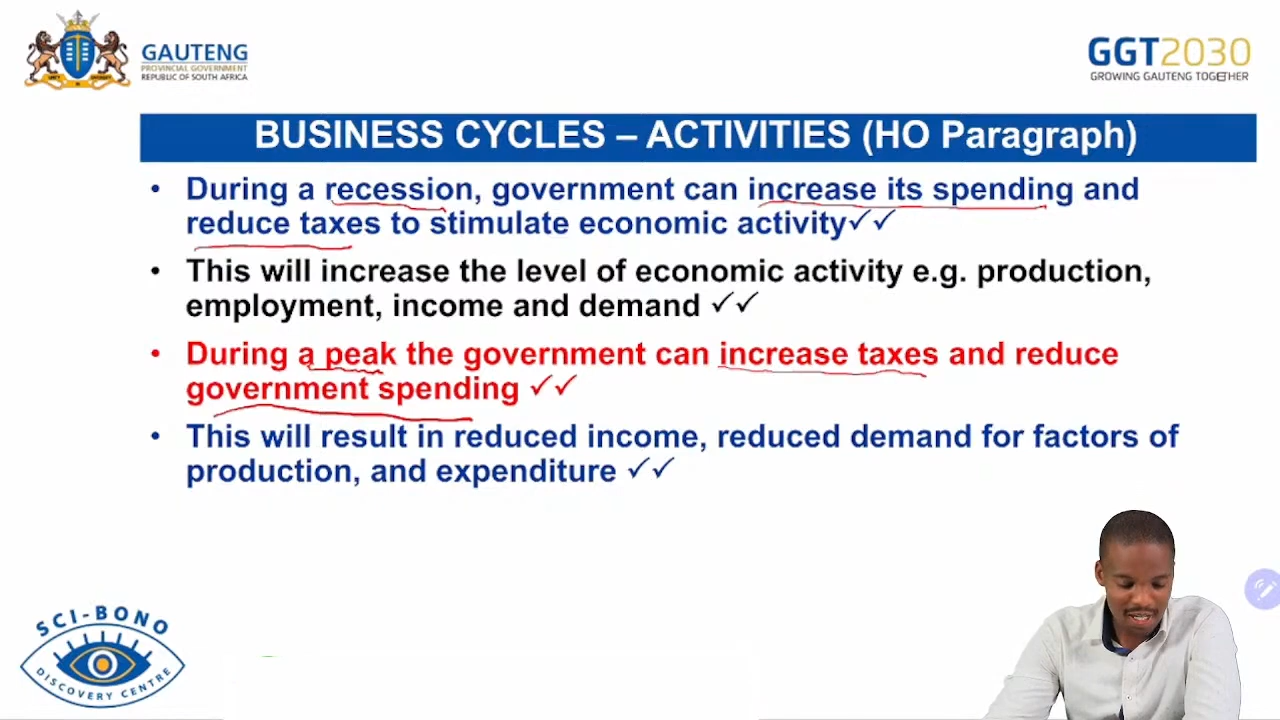 GAUTENG
PROVINCIAL GOVERNMENT
REPUBLIC OF SOUTH AFRICA
GGT2030
GROWING GAUTENG TOGETHER
BUSINESS CYCLES – ACTIVITIES (HO Paragraph)
• During a recession, government can increase its spending and
reduce taxes to stimulate economic activity✓✓
• This will increase the level of economic activity e.g. production,
employment, income and demand ✓✓
• During a peak the government can increase taxes and reduce
government spending ✓✓
• This will result in reduced income, reduced demand for factors of
production, and expenditure ✓✓
SCI-BONO
DISCOVERY CENTRE